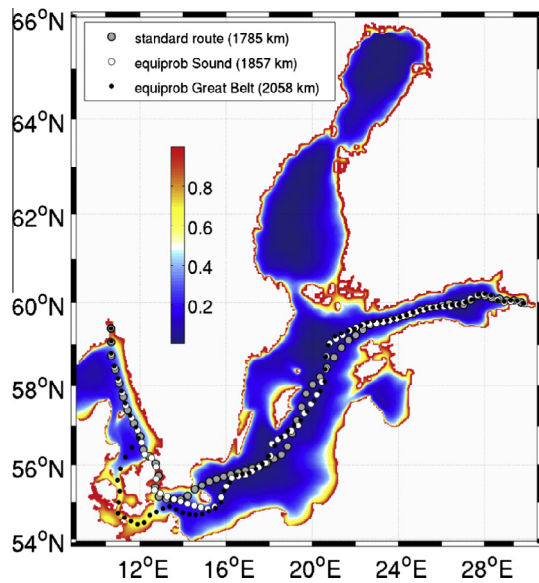 66°N
standard route (1785 km)
equiprob Sound (1857 km)
equiprob Great Belt (2058 km)
64°N
0.8
62°N
0.6
0.4
0.2
60°N
58°N
56°N
54°N
12°E 16°E 20°E 24°E 28°E